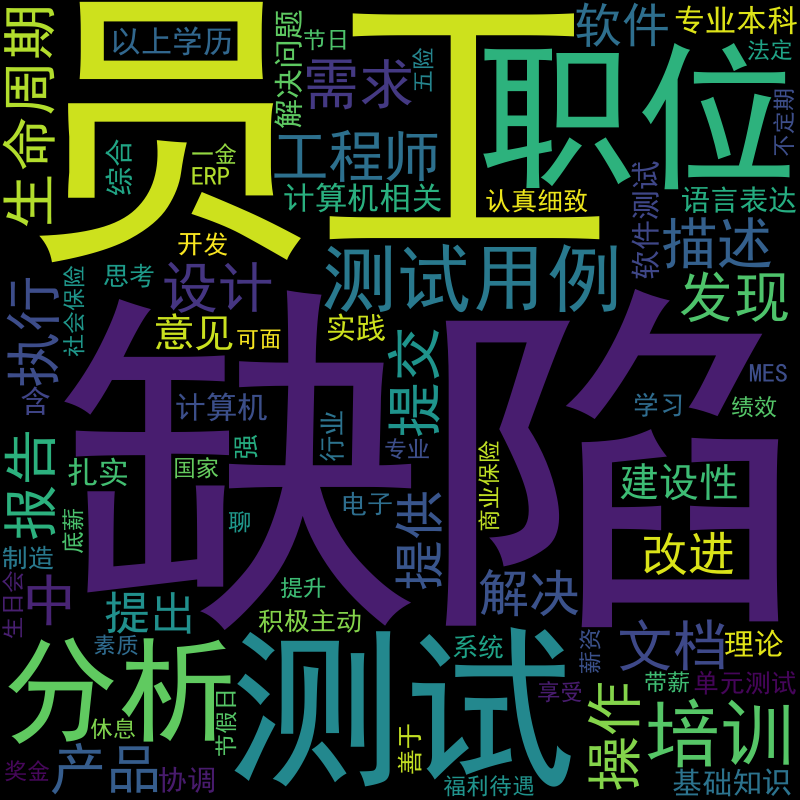 生命周期
以上学历
员工
节日
解决问题
需求
五险
软件
专业本科
法定
职位
不定期
综合
一金
ERP
工程师
计算机相关
认真细致
软件测试
语言表达
开发
描述
思考
社会保险
设计
测试用例
发现
执行
意见
可面
实践
提交
缺陷
MES
含
计算机
行业
专业
学习
绩效
强
报告
扎实
国家
商业保险
建设性
底薪
聊
电子
提供
改进
制造
生日会
中
提出
提升
积极主动
解决
文档
素质
系统
薪资
理论
分析
测试
节假日
休息
享受
带薪
单元测试
操作
培训
善于
奖金
产品
协调
福利待遇
基础知识